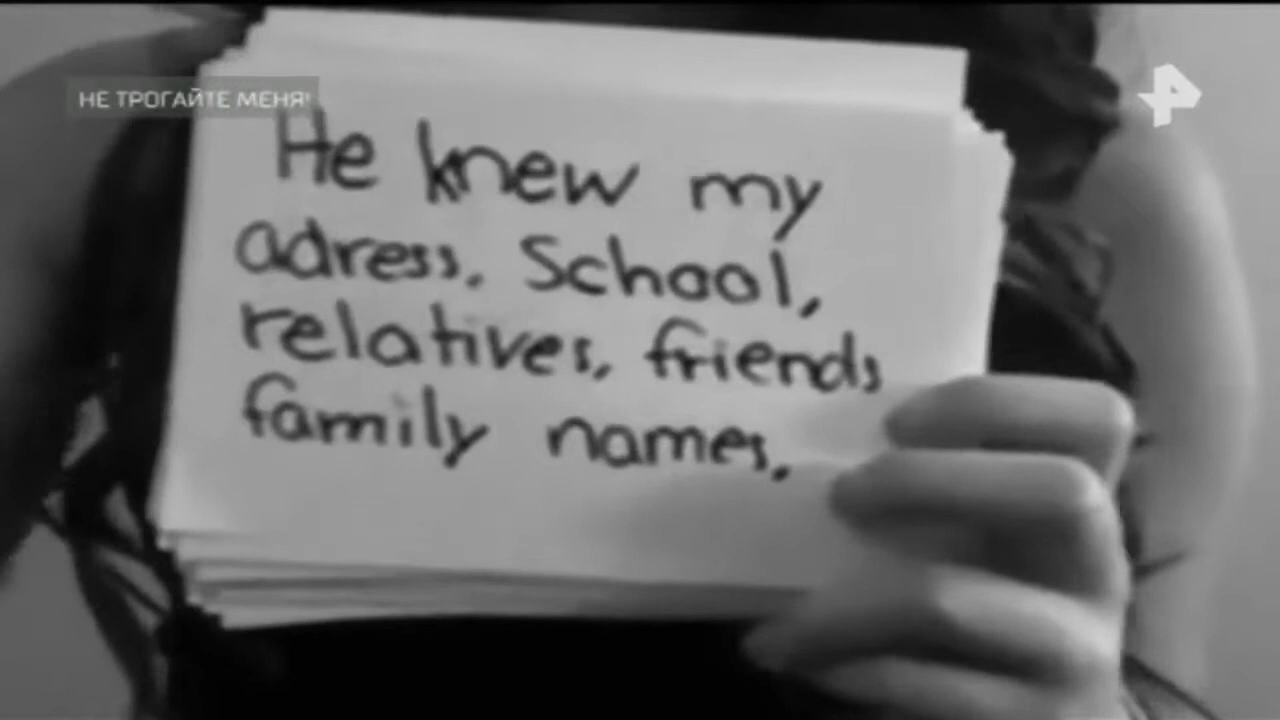 НЕ ТРОГАЙТЕ МЕНЯ!
He knew my
adress. School,
relatives, friends
family names.